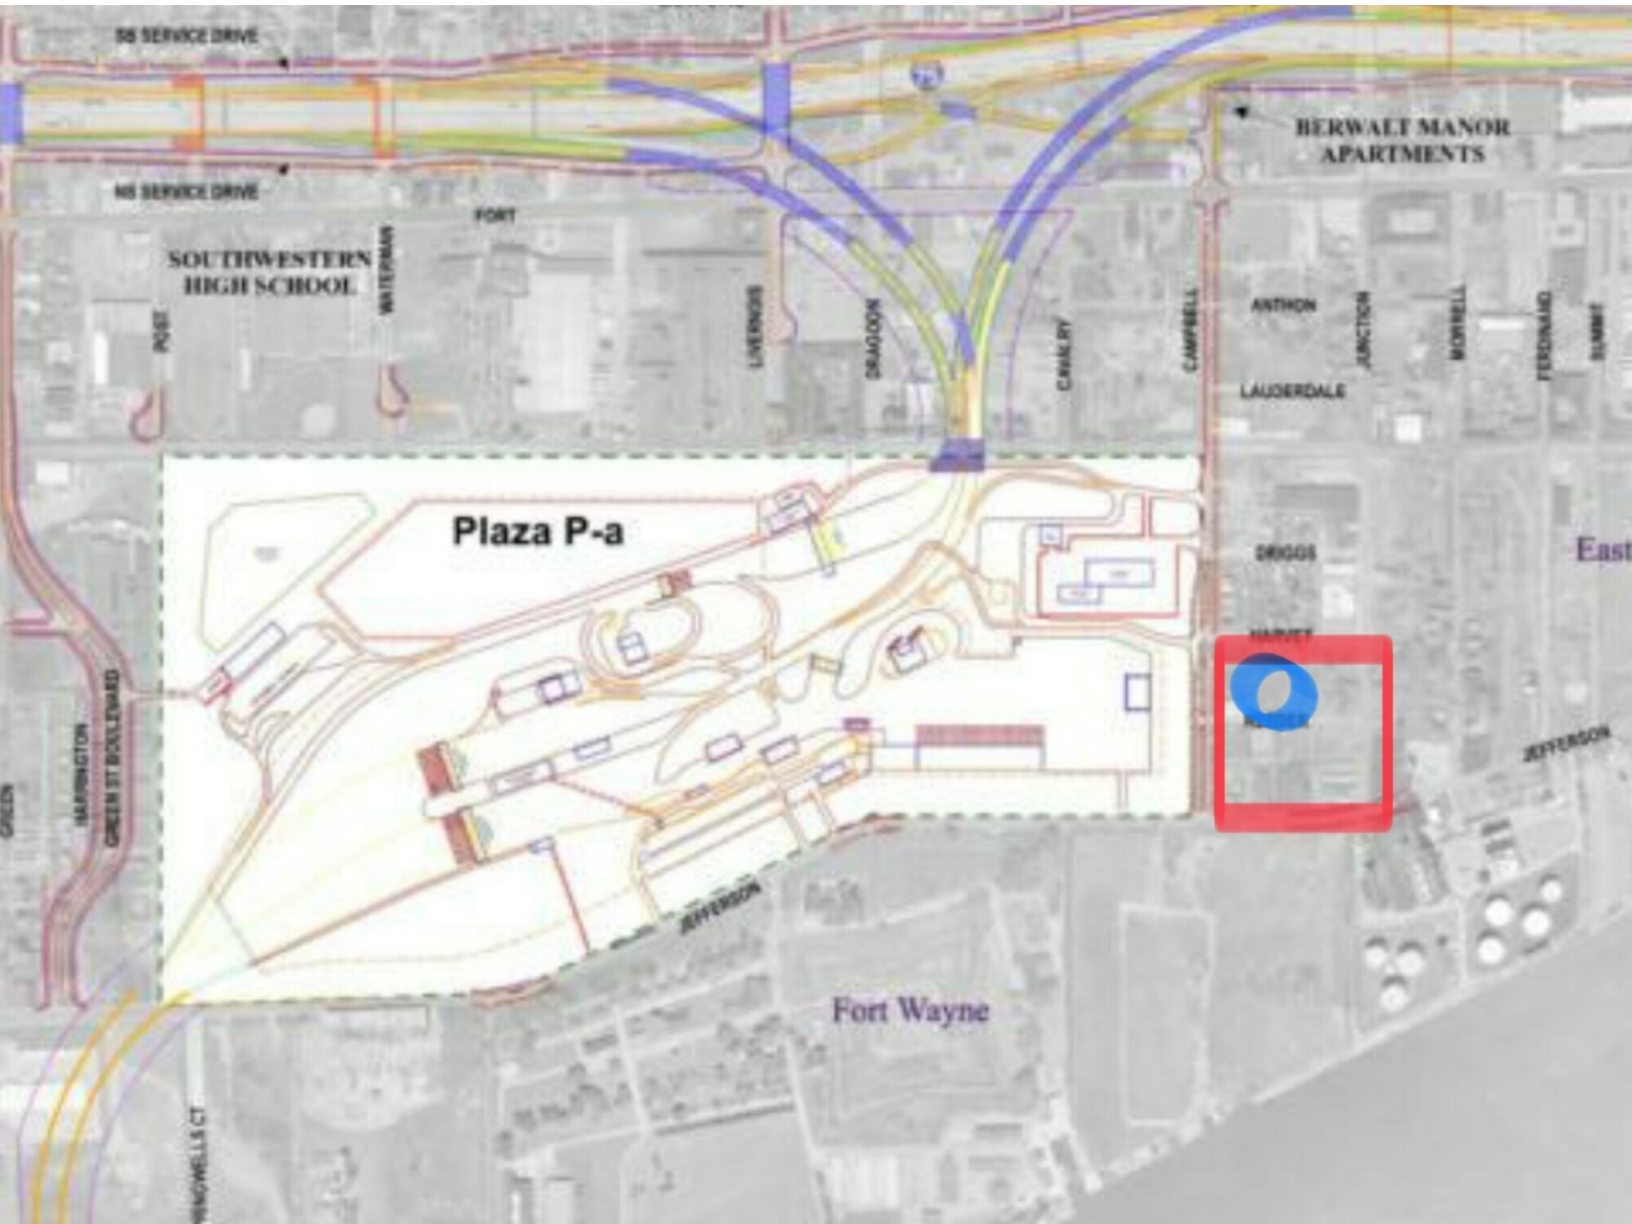 SB SERVICE DRIVE
75
BERWALT MANOR
APARTMENTS
NB SERVICE DRIVE
FORT
SOUTHWESTERN
HIGH SCHOOL
WATERMAN
POST
LIVERNOIS
DRAGOON
CAVALRY
CAMPBELL
ANTHON
JUNCTION
MORRELL
FERDINAND
SUMMIT
LAUDERDALE
Plaza P-a
DRIGGS
East
HARVEY
JEFFERSON
GREEN
HARRINGTON
GREEN ST BOULEVARD
JEFFERSON
Fort Wayne